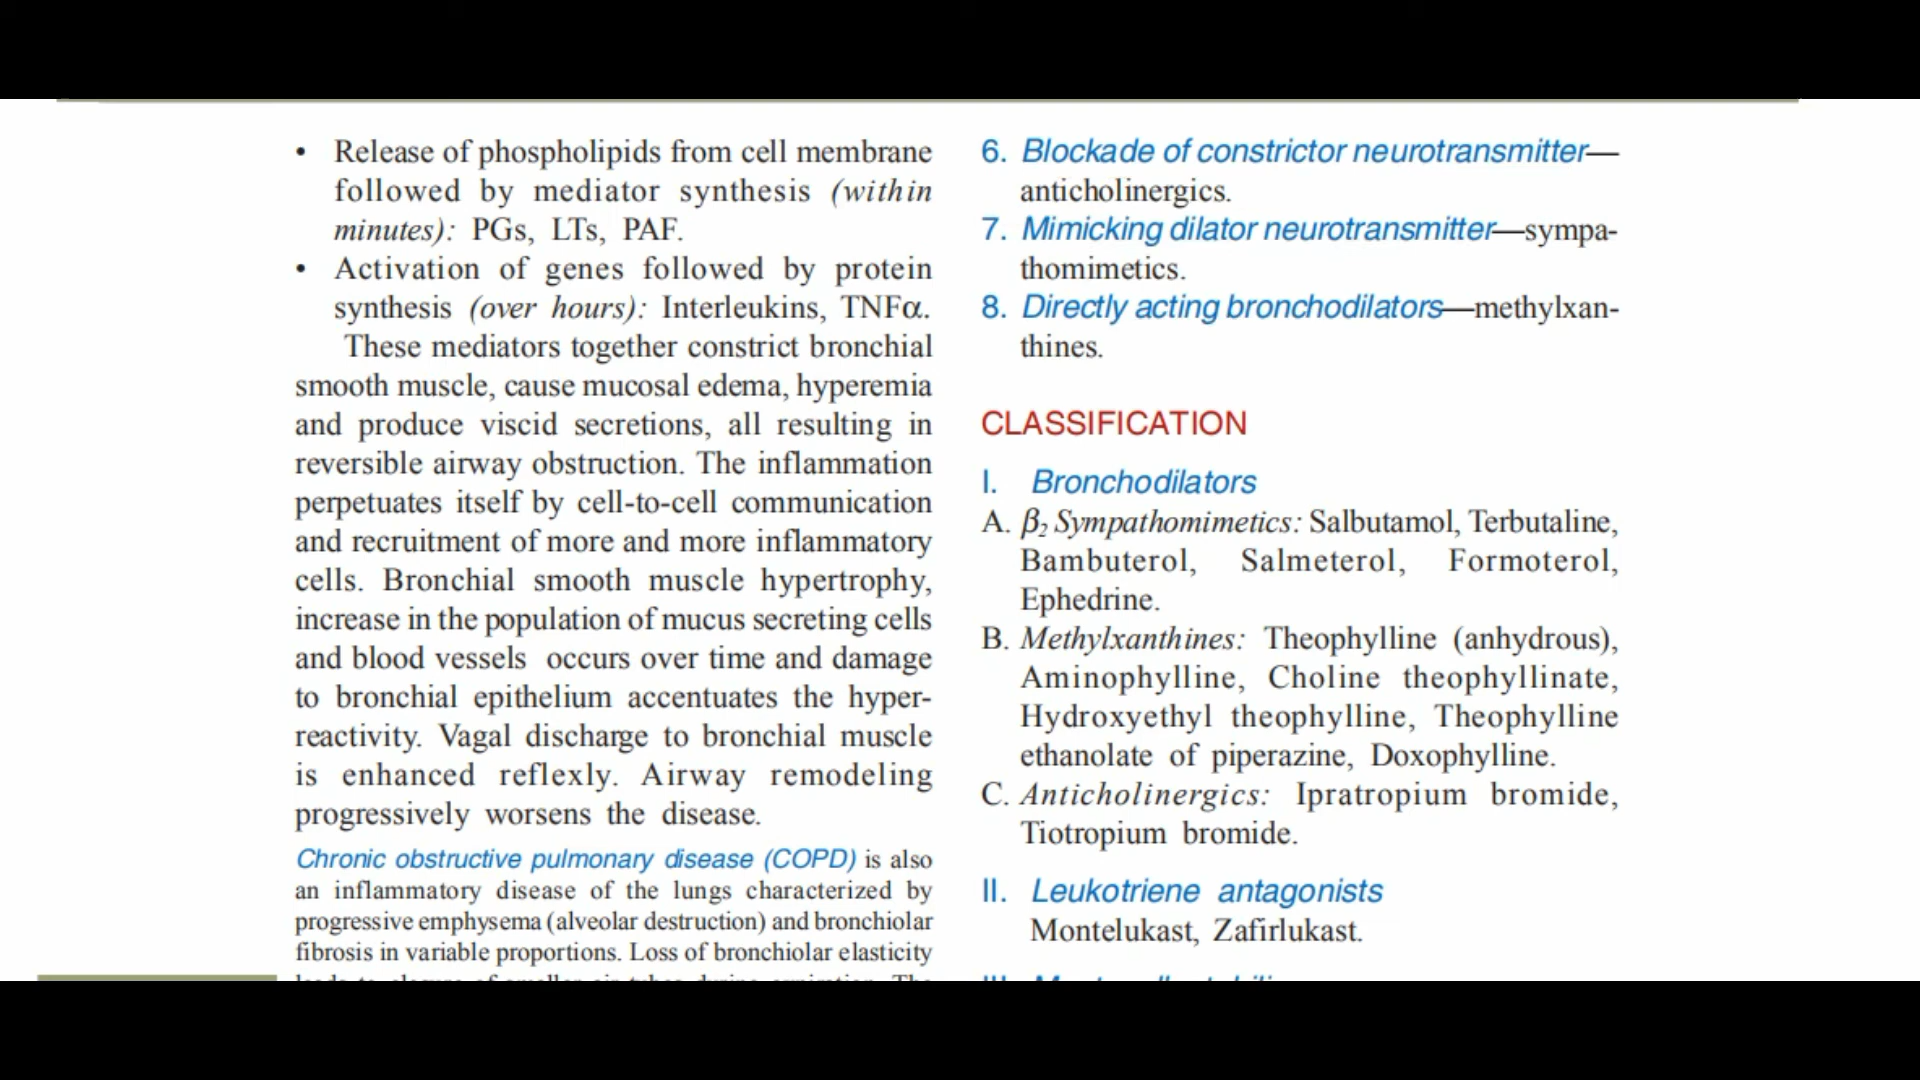 • Release of phospholipids from cell membrane
followed by mediator synthesis (within
minutes): PGs, LTs, PAF.
• Activation of genes followed by protein
synthesis (over hours): Interleukins, TNFα.
These mediators together constrict bronchial
smooth muscle, cause mucosal edema, hyperemia
and produce viscid secretions, all resulting in
reversible airway obstruction. The inflammation
perpetuates itself by cell-to-cell communication
and recruitment of more and more inflammatory
cells. Bronchial smooth muscle hypertrophy,
increase in the population of mucus secreting cells
and blood vessels occurs over time and damage
to bronchial epithelium accentuates the hyper-
reactivity. Vagal discharge to bronchial muscle
is enhanced reflexly. Airway remodeling
progressively worsens the disease.
Chronic obstructive pulmonary disease (COPD) is also
an inflammatory disease of the lungs characterized by
progressive emphysema (alveolar destruction) and bronchiolar
fibrosis in variable proportions. Loss of bronchiolar elasticity
6. Blockade of constrictor neurotransmitter—
anticholinergics.
7. Mimicking dilator neurotransmitter—sympa-
thomimetics.
8. Directly acting bronchodilators—methylxan-
thines.
CLASSIFICATION
I. Bronchodilators
A. β₂ Sympathomimetics: Salbutamol, Terbutaline,
Bambuterol, Salmeterol, Formoterol,
Ephedrine.
B. Methylxanthines: Theophylline (anhydrous),
Aminophylline, Choline theophyllinate,
Hydroxyethyl theophylline, Theophylline
ethanolate of piperazine, Doxophylline.
C. Anticholinergics: Ipratropium bromide,
Tiotropium bromide.
II. Leukotriene antagonists
Montelukast, Zafirlukast.